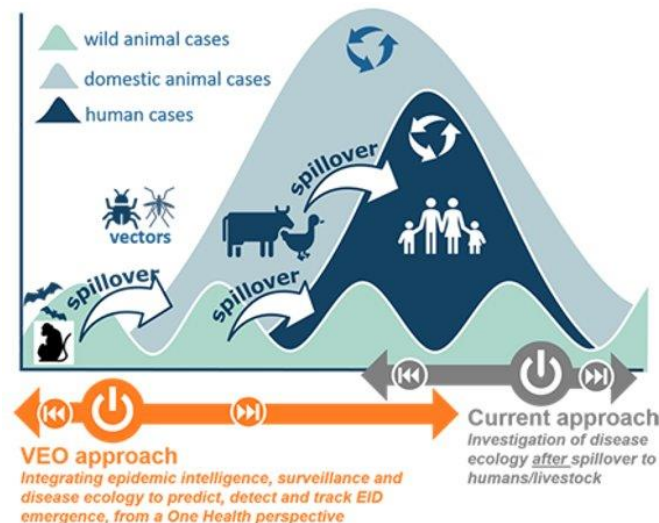 wild animal cases
domestic animal cases
human cases
spillover
vectors
spillover
spillover
VEO approach
Integrating epidemic intelligence, surveillance and
disease ecology to predict, detect and track EID
emergence, from a One Health perspective
Current approach
Investigation of disease
ecology after spillover to
humans/livestock